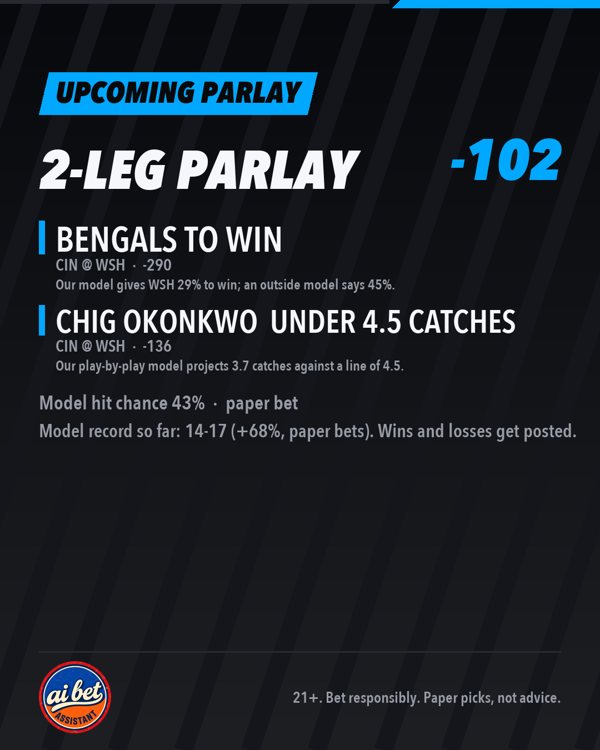 UPCOMING PARLAY
2-LEG PARLAY
-102
BENGALS TO WIN
CIN @ WSH · -290
Our model gives WSH 29% to win; an outside model says 45%.
CHIG OKONKWO UNDER 4.5 CATCHES
CIN @ WSH · -136
Our play-by-play model projects 3.7 catches against a line of 4.5.
Model hit chance 43% · paper bet
Model record so far: 14-17 (+68%, paper bets). Wins and losses get posted.
ai bet
ASSISTANT
21+. Bet responsibly. Paper picks, not advice.